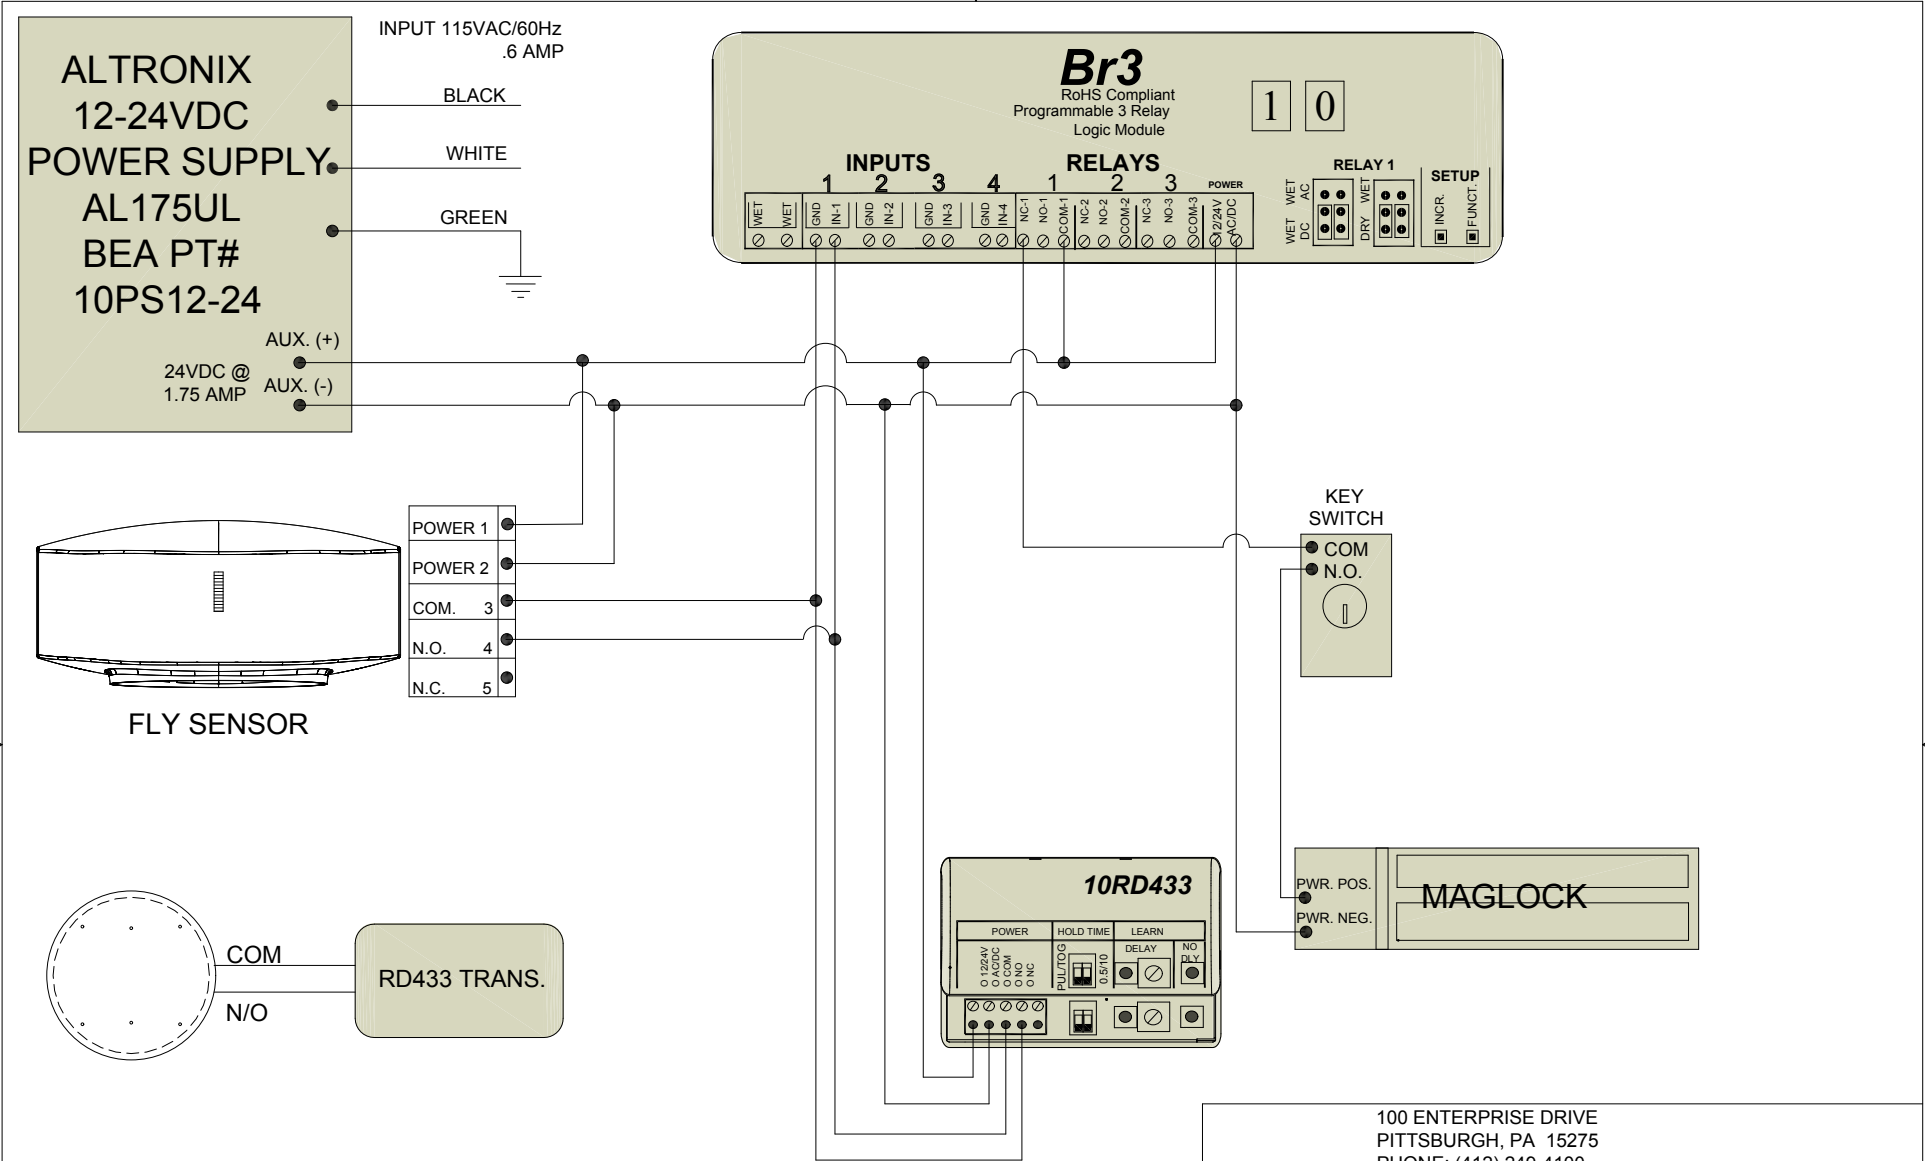 ALTRONIX
12-24VDC
POWER SUPPLY
AL175UL
BEA PT#
10PS12-24
AUX. (+)
24VDC @
1.75 AMP
AUX. (-)
INPUT 115VAC/60Hz
.6 AMP
BLACK
WHITE
GREEN
Br3
RoHS Compliant
Programmable 3 Relay
Logic Module
1 0
INPUTS
RELAYS
1 2 3 4 1 2 3 POWER
WET WET GND IN-1 GND IN-2 GND IN-3 GND IN-4 NC-1 NO-1 COM-1 NC-2 NO-2 COM-2 NC-3 NO-3 COM-3 12/24V AC/DC
RELAY 1
WET AC WET
WET DC DRY
SETUP
INCR. FUNCT.
POWER 1
POWER 2
COM. 3
N.O. 4
N.C. 5
FLY SENSOR
KEY
SWITCH
COM
N.O.
COM
N/O
RD433 TRANS.
10RD433
POWER HOLD TIME LEARN
O 12/24V
O AC/DC
O COM
O NO
O NC
PUL/TOG
0.5/10
DELAY
NO
DLY
PWR. POS.
PWR. NEG.
MAGLOCK
100 ENTERPRISE DRIVE
PITTSBURGH, PA 15275
PHONE: (412) 249-4100